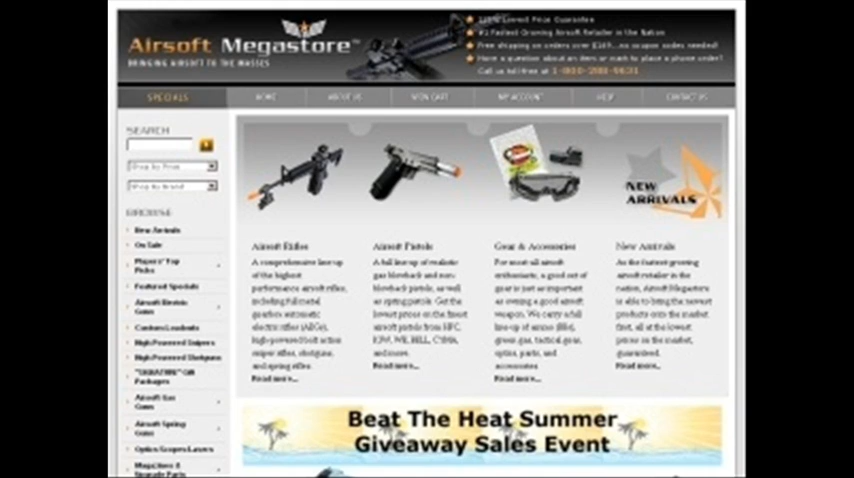 Airsoft Megastore
BRINGING AIRSOFT TO THE MASSES
Lowest Price Guarantee
#1 Fastest Growing Airsoft Retailer in the Nation
Free shipping on orders over $169...no coupon codes needed!
Have a question about an item or want to place a phone order?
Call us toll free at
SPECIALS
HOME
ABOUT US
VIEW CART
MY ACCOUNT
HELP
CONTACT US
SEARCH
Shop by Price
Shop by Brand
BROWSE
New Arrivals
On Sale
Players' Top
Picks
Featured Specials
Airsoft Electric
Guns
Custom Loadouts
High Powered Snipers
High Powered Shotguns
"SIGNATURE" Gift
Packages
Airsoft Gas
Guns
Airsoft Spring
Guns
Optics Scopes Lasers
Magazines &
Upgrade Parts
NEW
ARRIVALS
Airsoft Rifles
A comprehensive line up
of the highest
performance airsoft rifles,
including full metal
gearbox automatic
electric rifles (AEGs),
high powered bolt action
sniper rifles, shotguns,
and spring rifles.
Read more...
Airsoft Pistols
A full line up of realistic
gas blowback and non-
blowback pistols, as well
as spring pistols. Get the
lowest prices on the finest
airsoft pistols from HFC,
KJW, WE, BELL, CYMA,
and more.
Read more...
Gear & Accessories
For most all airsoft
enthusiasts, a good set of
gear is just as important
as owning a good airsoft
weapon. We carry a full
line up of ammo (BBs),
green gas, tactical gear,
optics, parts, and
accessories.
Read more...
New Arrivals
As the fastest growing
airsoft retailer in the
nation, Airsoft Megastore
is able to bring the newest
products onto the market
first, all at the lowest
prices on the market,
guaranteed.
Read more...
Beat The Heat Summer
Giveaway Sales Event